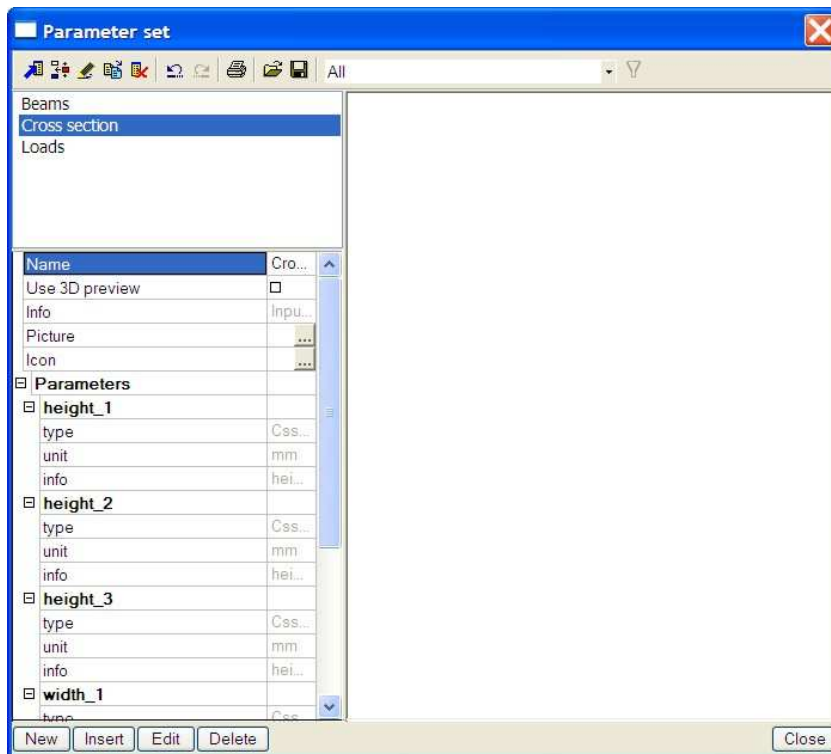 Parameter set
All
Beams
Cross section
Loads
Name Cro...
Use 3D preview
Info Inpu...
Picture ...
Icon ...
Parameters
height_1
type Css...
unit mm
info hei...
height_2
type Css...
unit mm
info hei...
height_3
type Css...
unit mm
info hei...
width_1
type Css
New Insert Edit Delete Close